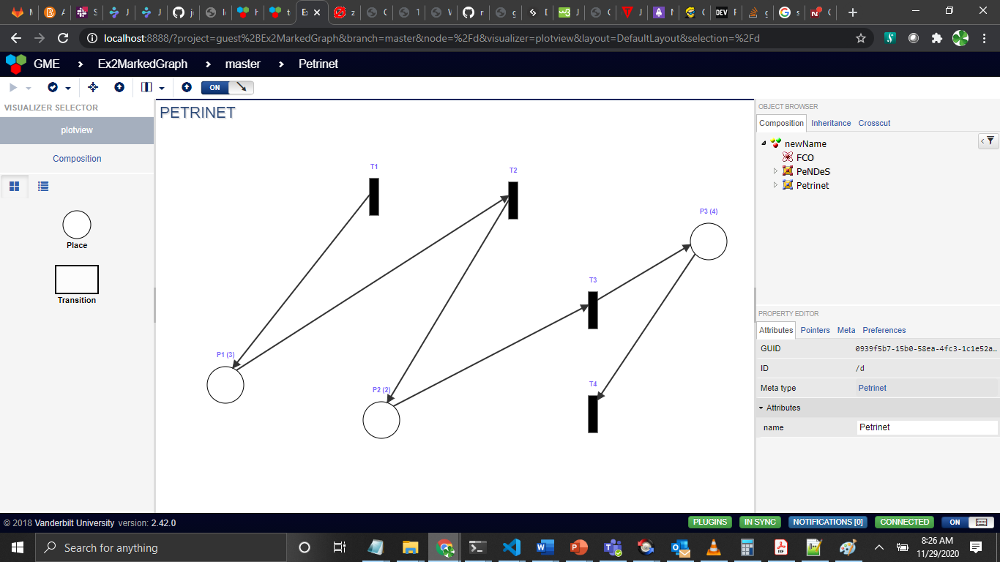 localhost:8888/?project=guest%2BEx2MarkedGraph&branch=master&node=%2Fd&visualizer=plotview&layout=DefaultLayout&selection=%2Fd
GME > Ex2MarkedGraph > master > Petrinet
ON
VISUALIZER SELECTOR
plotview
Composition
Place
Transition
PETRINET
T1
T2
P3 (4)
T3
P1 (3)
P2 (2)
T4
OBJECT BROWSER
Composition Inheritance Crosscut
newName
FCO
PeNDeS
Petrinet
PROPERTY EDITOR
Attributes Pointers Meta Preferences
GUID 0939f5b7-15b0-58ea-4fc3-1c1e52a...
ID /d
Meta type Petrinet
Attributes
name Petrinet
© 2018 Vanderbilt University version: 2.42.0
PLUGINS IN SYNC NOTIFICATIONS [0] CONNECTED ON
Search for anything
8:26 AM
11/29/2020